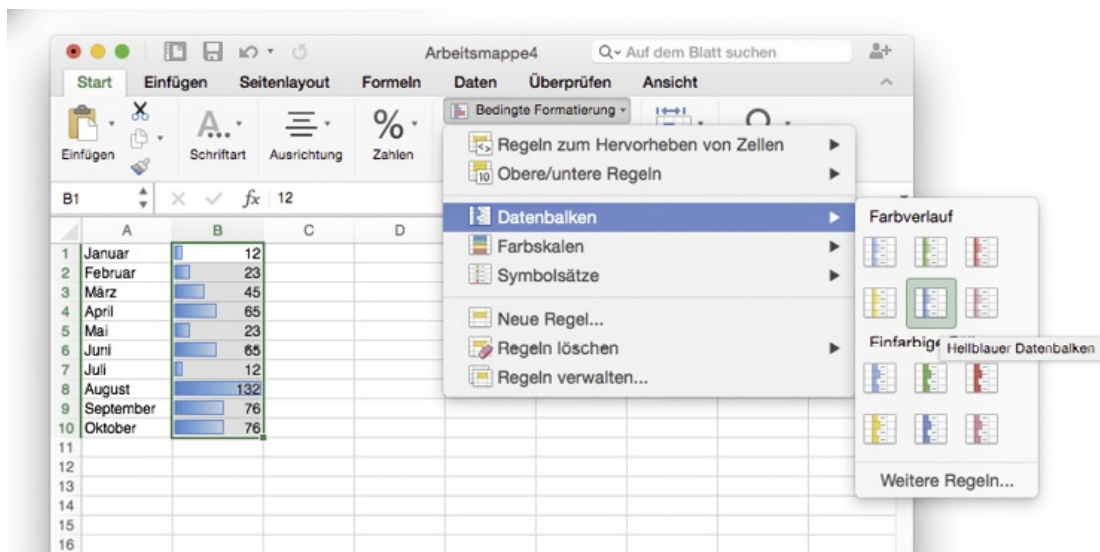 Arbeitsmappe4
Auf dem Blatt suchen
Start Einfügen Seitenlayout Formeln Daten Überprüfen Ansicht
Bedingte Formatierung
Einfügen Schriftart Ausrichtung Zahlen
Regeln zum Hervorheben von Zellen
Obere/untere Regeln
Datenbalken
Farbskalen
Symbolsätze
Neue Regel...
Regeln löschen
Regeln verwalten...
Farbverlauf
Einfarbige
Hellblauer Datenbalken
Weitere Regeln...
B1 fx 12
A B C D
1 Januar 12
2 Februar 23
3 März 45
4 April 65
5 Mai 23
6 Juni 65
7 Juli 12
8 August 132
9 September 76
10 Oktober 76
11
12
13
14
15
16